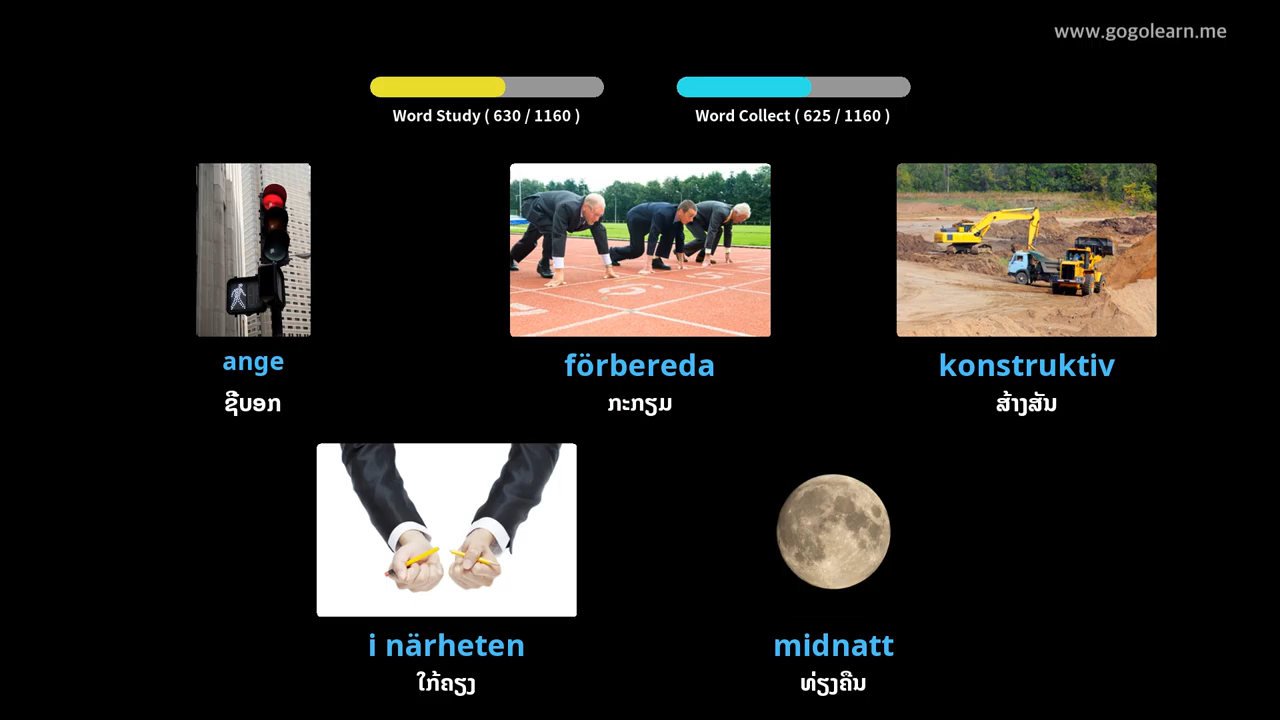 www.gogolearn.me
Word Study ( 630 / 1160 )
Word Collect ( 625 / 1160 )
ange
ຊີ້ບອກ
förbereda
ກະກຽມ
konstruktiv
ສ້າງສັນ
i närheten
ໃກ້ຄຽງ
midnatt
ທ່ຽງຄືນ